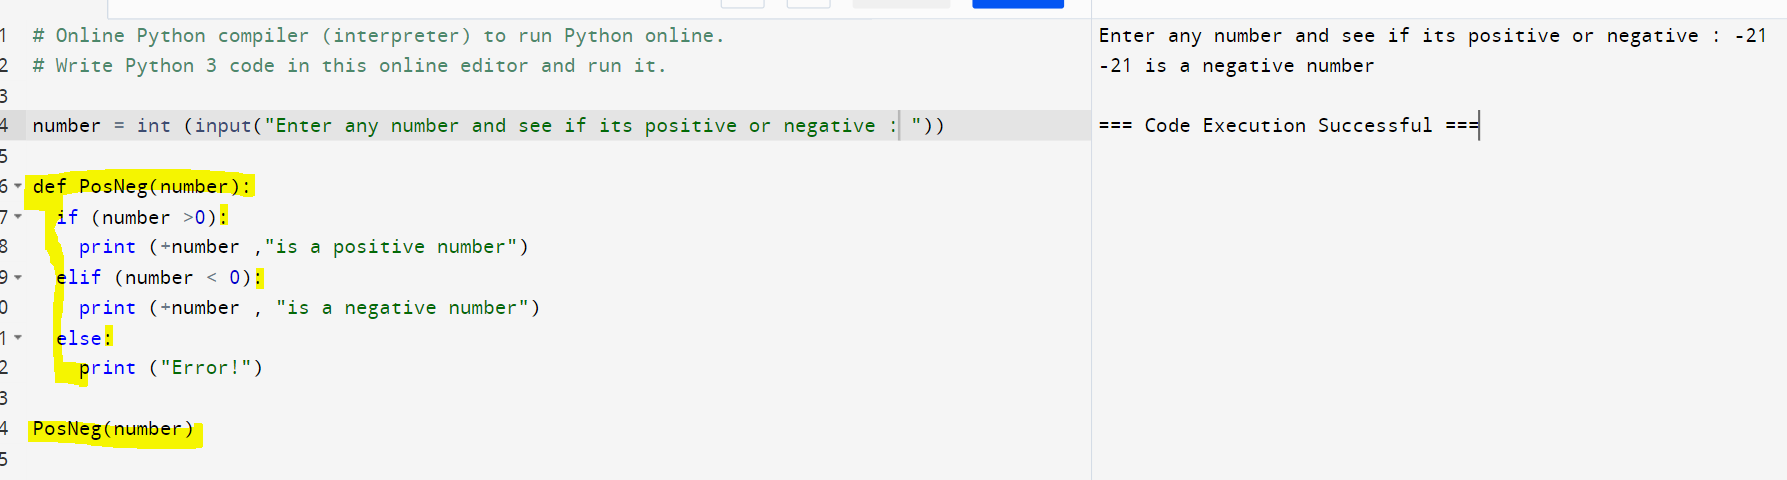 1 # Online Python compiler (interpreter) to run Python online.
2 # Write Python 3 code in this online editor and run it.
3
4 number = int (input("Enter any number and see if its positive or negative : "))
5
6 def PosNeg(number):
7 if (number >0):
8 print (+number ,"is a positive number")
9 elif (number < 0):
0 print (+number , "is a negative number")
1 else:
2 print ("Error!")
3
4 PosNeg(number)
5
Enter any number and see if its positive or negative : -21
-21 is a negative number
=== Code Execution Successful ===